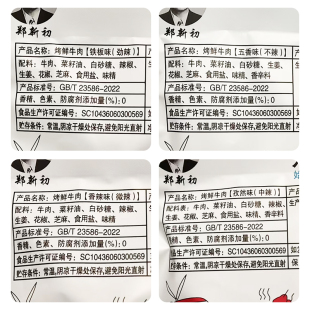 郑新初
产品名称：烤鲜牛肉【铁板味（劲辣）】
配料：牛肉、菜籽油、白砂糖、辣椒、
生姜、花椒、芝麻、食用盐、味精
产品标准号：GB/T 23586-2022
香精、色素、防腐剂添加量(%)：0
食品生产许可证编号：SC10436060300569
贮存条件：常温,阴凉干燥处保存,避免阳光直射
郑新初
产品名称：烤鲜牛肉【五香味（不辣）】
配料：牛肉、菜籽油、白砂糖、生姜、
花椒、芝麻、食用盐、味精、香辛料
产品标准号：GB/T 23586-2022
香精、色素、防腐剂添加量(%)：0
食品生产许可证编号：SC10436060300569
贮存条件：常温,阴凉干燥处保存,避免阳光直射
郑新初
产品名称：烤鲜牛肉【香辣味（微辣）】
配料：牛肉、菜籽油、白砂糖、辣椒、
生姜、花椒、芝麻、食用盐、味精
产品标准号：GB/T 23586-2022
香精、色素、防腐剂添加量(%)：0
食品生产许可证编号：SC10436060300569
贮存条件：常温,阴凉干燥处保存,避免阳光直射
郑新初
产品名称：烤鲜牛肉【孜然味（中辣）】
配料：牛肉、菜籽油、白砂糖、辣椒、
生姜、花椒、芝麻、食用盐、味精、香辛料
产品标准号：GB/T 23586-2022
香精、色素、防腐剂添加量(%)：0
食品生产许可证编号：SC10436060300569
贮存条件：常温,阴凉干燥处保存,避免阳光直射